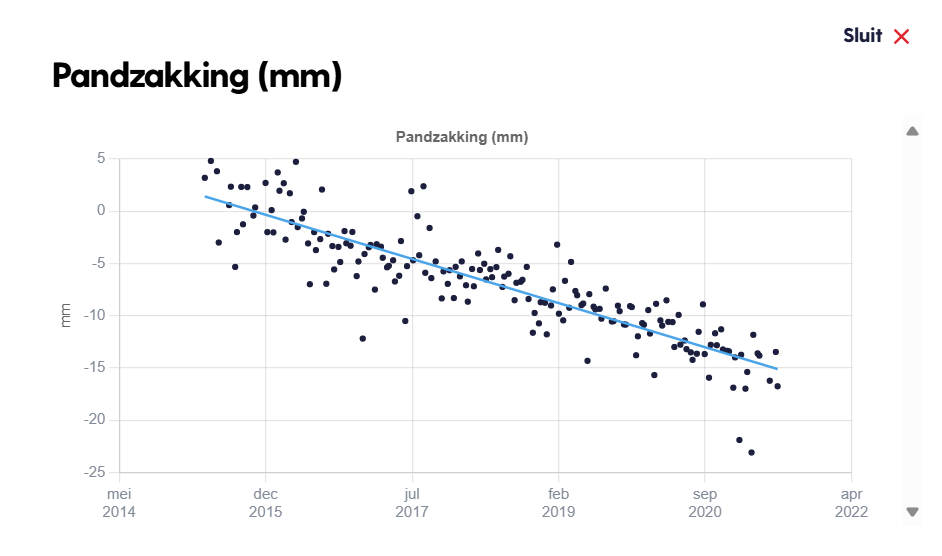 Sluit
Pandzakking (mm)
Pandzakking (mm)
5
0
-5
-10
-15
-20
-25
mm
mei
2014
dec
2015
jul
2017
feb
2019
sep
2020
apr
2022